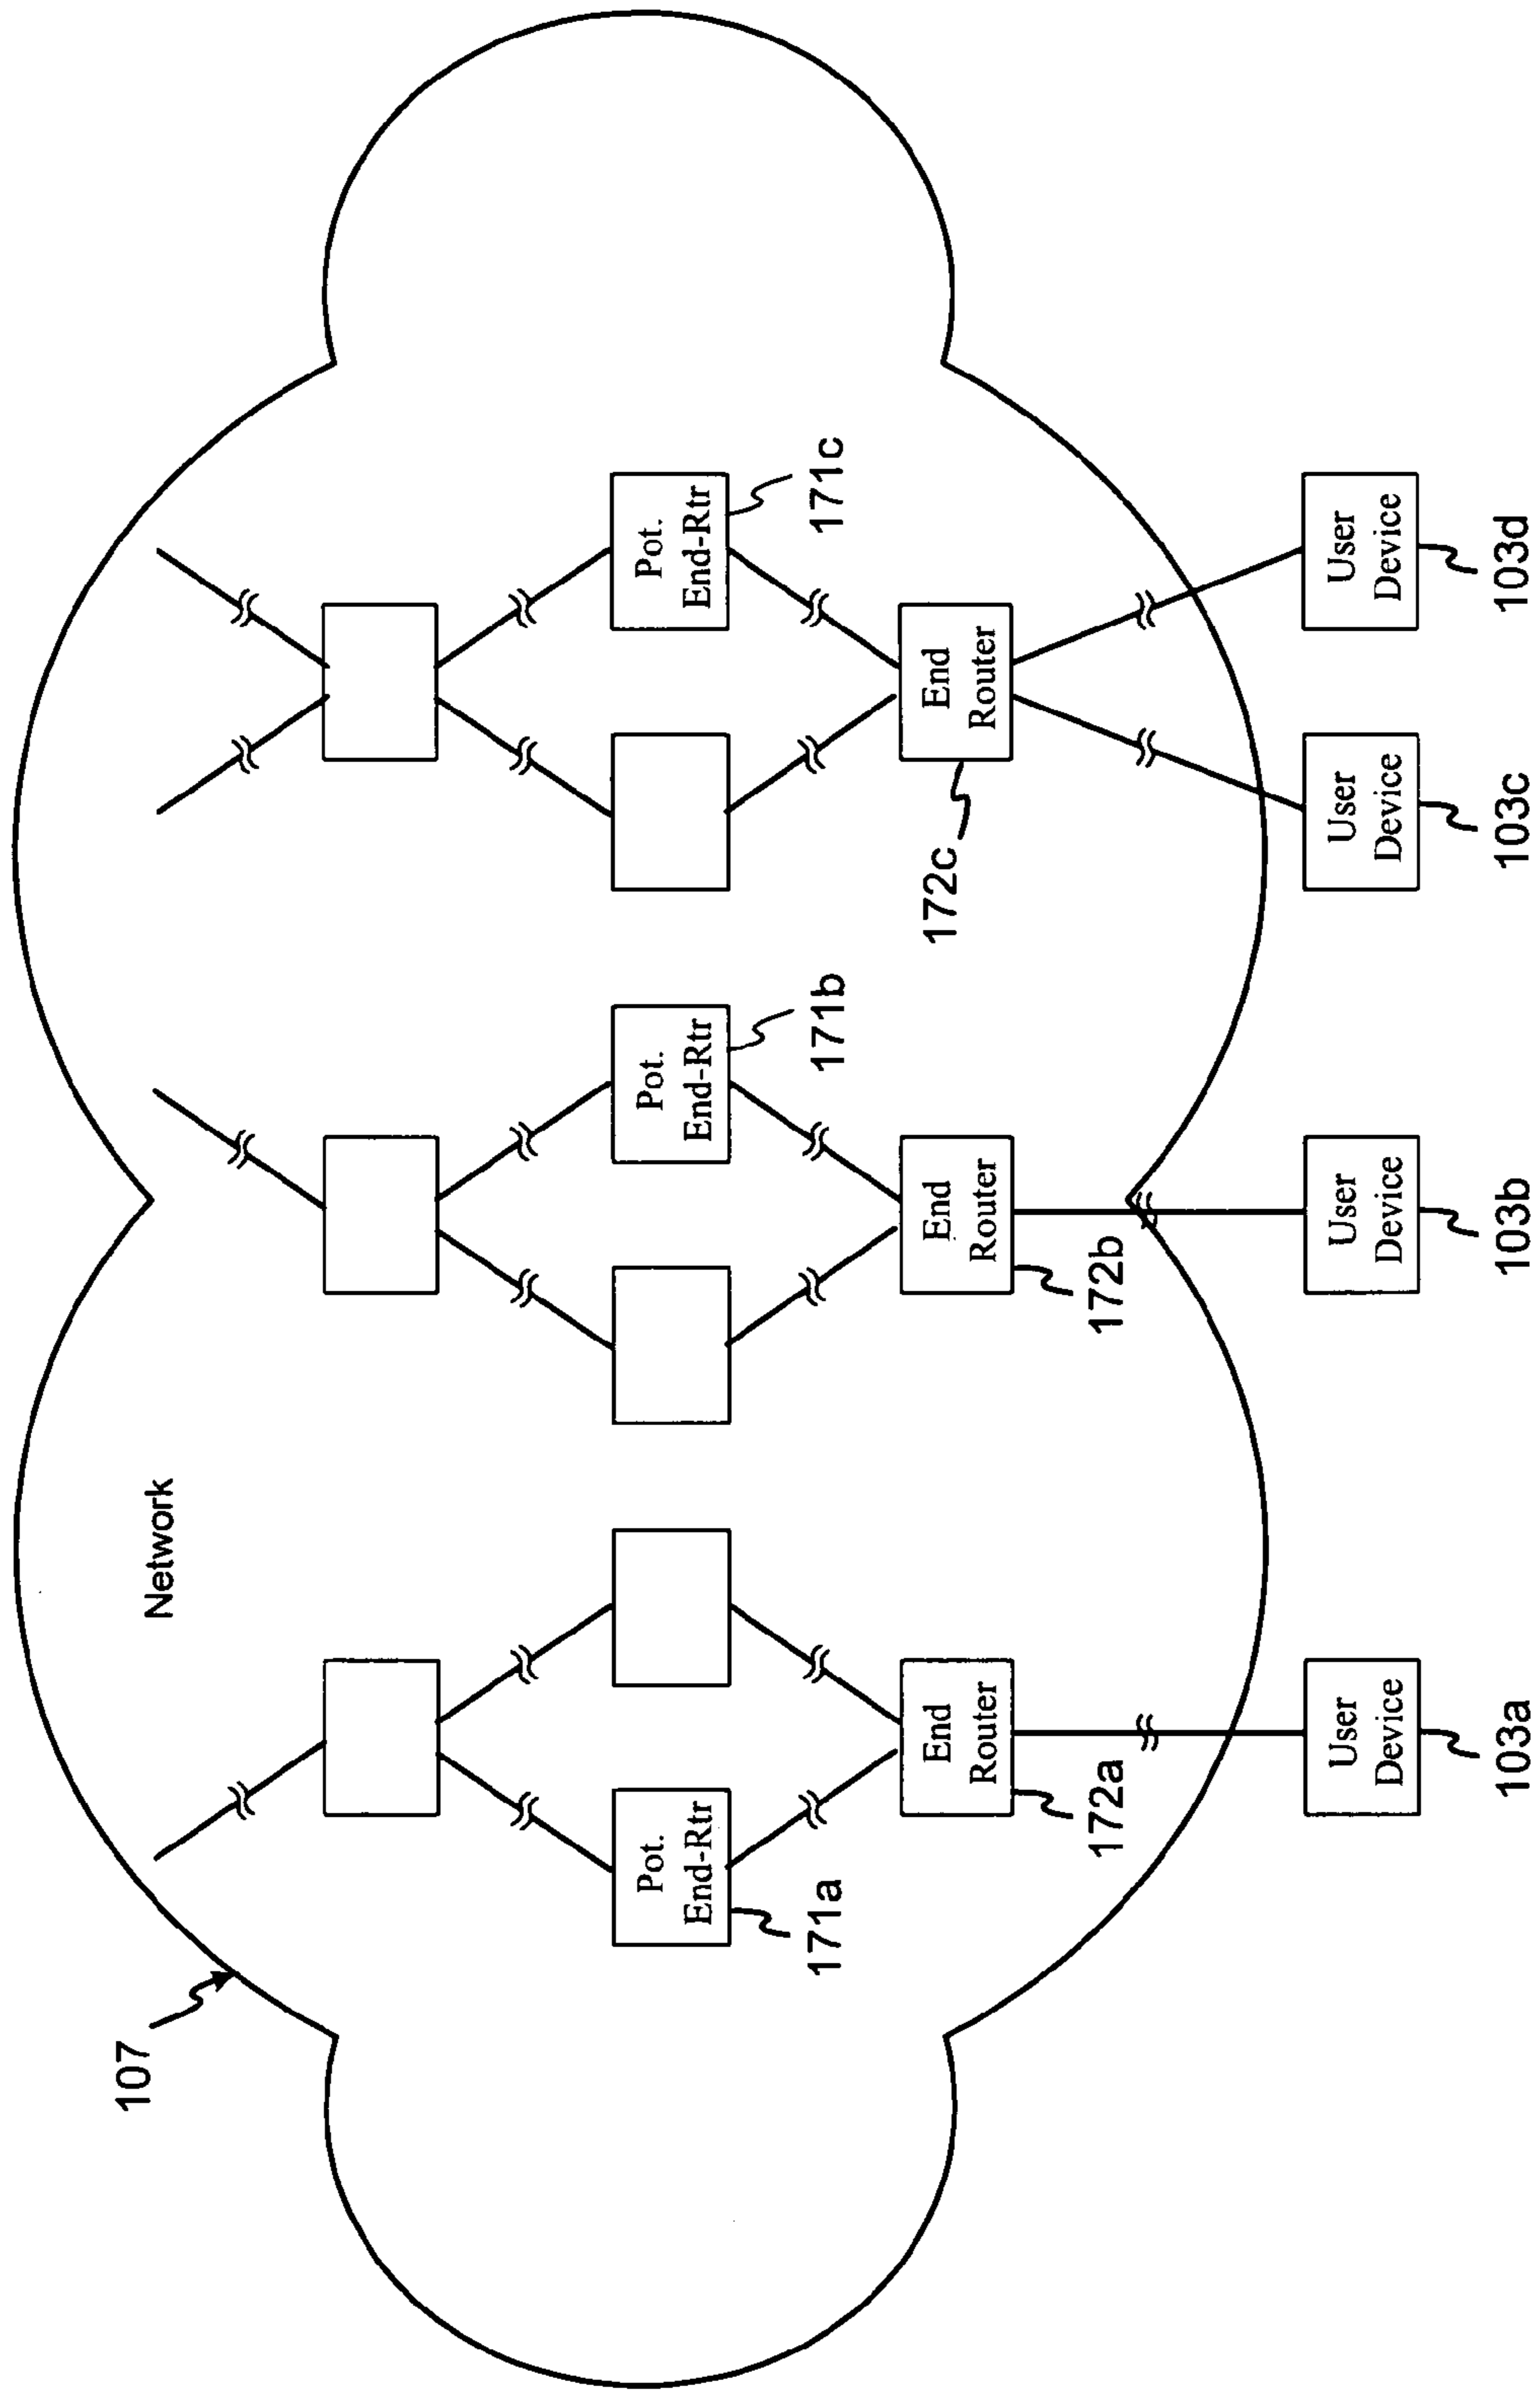 107
Network
Pot.
End-Rtr
171a
Pot.
End-Rtr
171b
Pot.
End-Rtr
171c
End
Router
172a
End
Router
172b
End
Router
172c
User
Device
103a
User
Device
103b
User
Device
103c
User
Device
103d